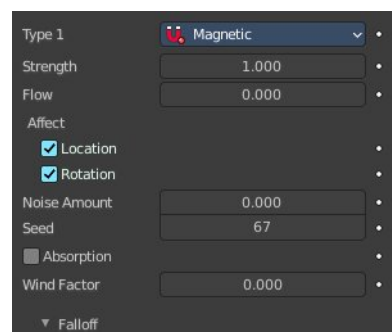 Type 1 Magnetic
Strength 1.000
Flow 0.000
Affect
Location
Rotation
Noise Amount 0.000
Seed 67
Absorption
Wind Factor 0.000
Falloff